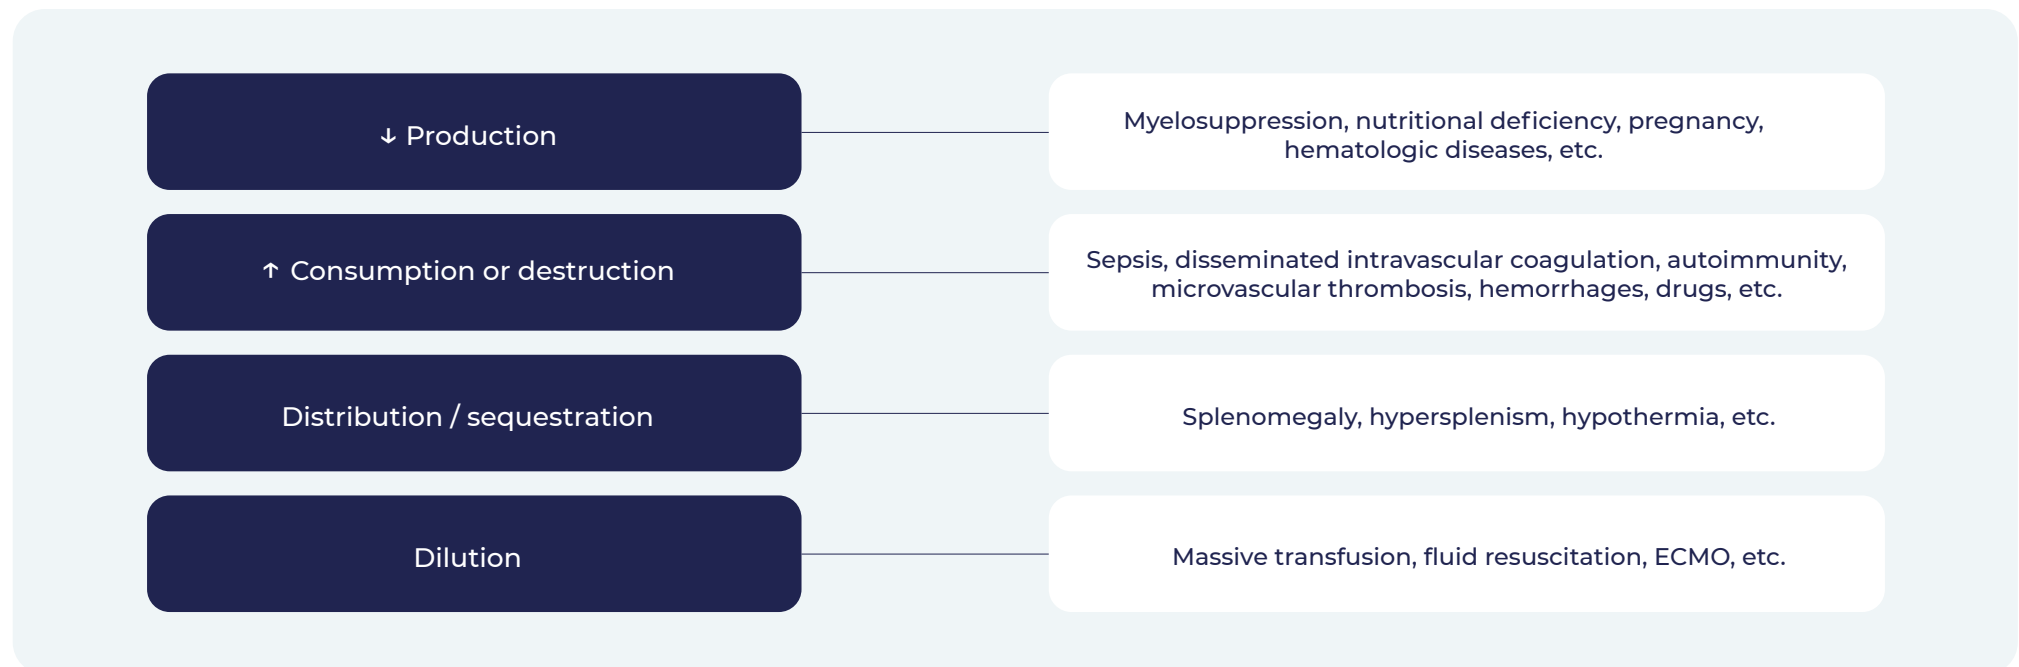 ↓ Production
Myelosuppression, nutritional deficiency, pregnancy,
hematologic diseases, etc.
↑ Consumption or destruction
Sepsis, disseminated intravascular coagulation, autoimmunity,
microvascular thrombosis, hemorrhages, drugs, etc.
Distribution / sequestration
Splenomegaly, hypersplenism, hypothermia, etc.
Dilution
Massive transfusion, fluid resuscitation, ECMO, etc.